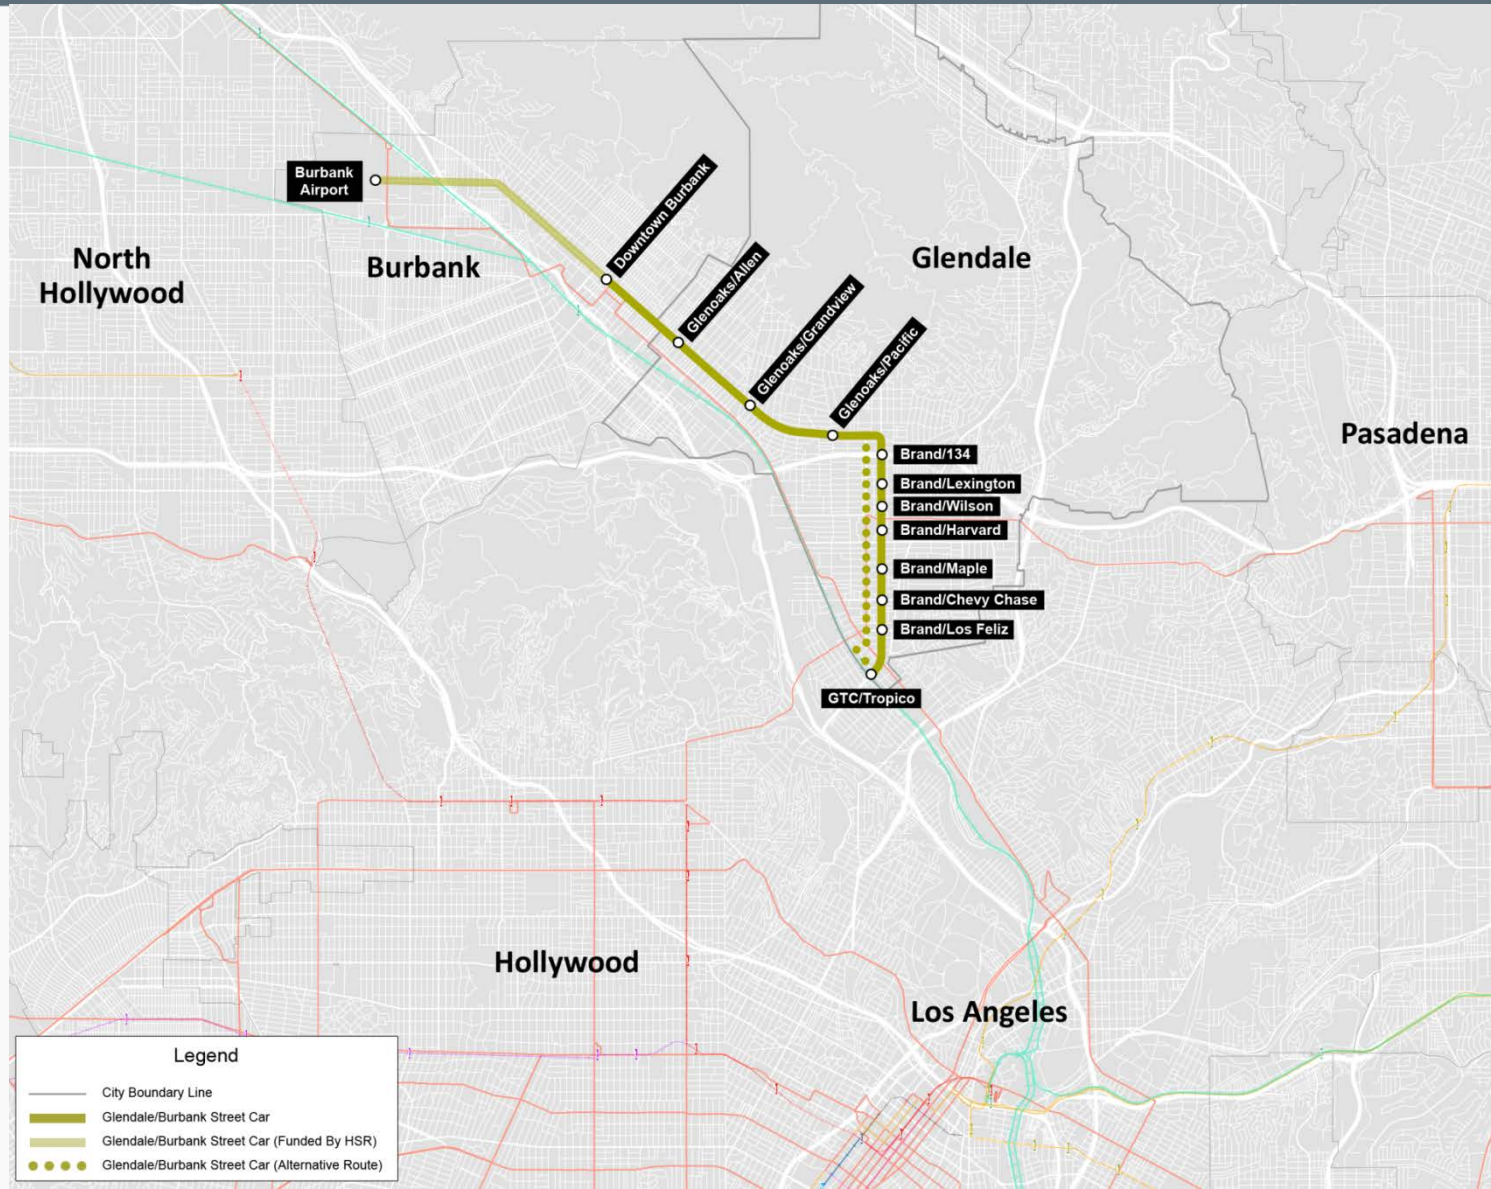 Burbank
Airport
Downtown Burbank
Glenoaks/Allen
Glenoaks/Grandview
Glenoaks/Pacific
North
Hollywood
Burbank
Glendale
Pasadena
Brand/134
Brand/Lexington
Brand/Wilson
Brand/Harvard
Brand/Maple
Brand/Chevy Chase
Brand/Los Feliz
GTC/Tropico
Hollywood
Los Angeles
Legend
City Boundary Line
Glendale/Burbank Street Car
Glendale/Burbank Street Car (Funded By HSR)
Glendale/Burbank Street Car (Alternative Route)